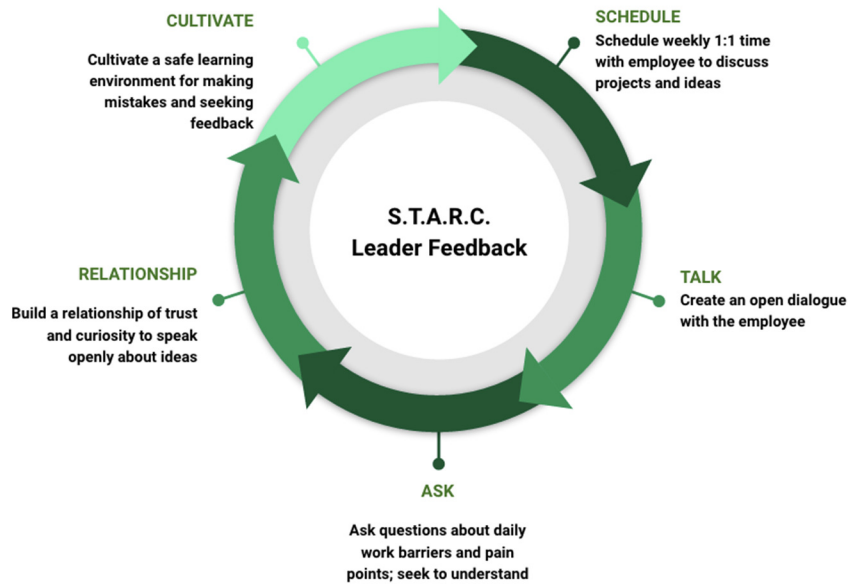 CULTIVATE
Cultivate a safe learning
environment for making
mistakes and seeking
feedback
SCHEDULE
Schedule weekly 1:1 time
with employee to discuss
projects and ideas
S.T.A.R.C.
Leader Feedback
RELATIONSHIP
Build a relationship of trust
and curiosity to speak
openly about ideas
TALK
Create an open dialogue
with the employee
ASK
Ask questions about daily
work barriers and pain
points; seek to understand